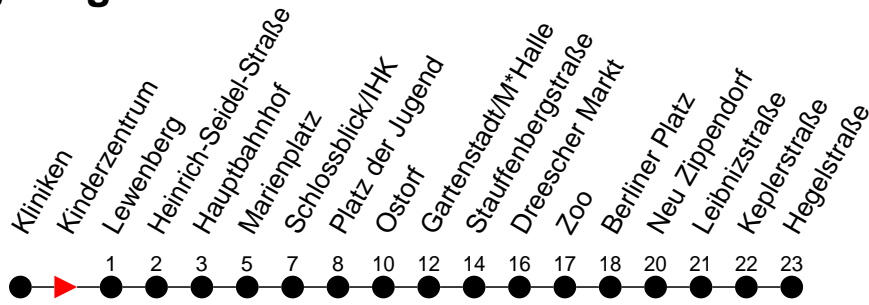 Kliniken
Kinderzentrum
Lewenberg
Heinrich-Seidel-Straße
Hauptbahnhof
Marienplatz
Schlossblick/IHK
Platz der Jugend
Ostorf
Gartenstadt/M*Halle
Stauffenbergstraße
Dreescher Markt
Zoo
Berliner Platz
Neu Zippendorf
Leibnizstraße
Keplerstraße
Hegelstraße
1 2 3 5 7 8 10 12 14 16 17 18 20 21 22 23